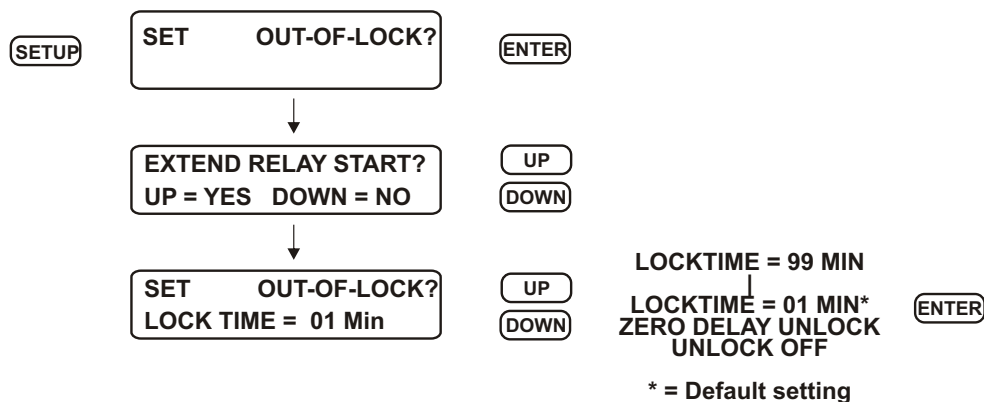 SETUP
SET OUT-OF-LOCK?
ENTER
EXTEND RELAY START?
UP = YES DOWN = NO
UP
DOWN
SET OUT-OF-LOCK?
LOCK TIME = 01 Min
UP
DOWN
LOCKTIME = 99 MIN
LOCKTIME = 01 MIN*
ZERO DELAY UNLOCK
UNLOCK OFF
ENTER
* = Default setting